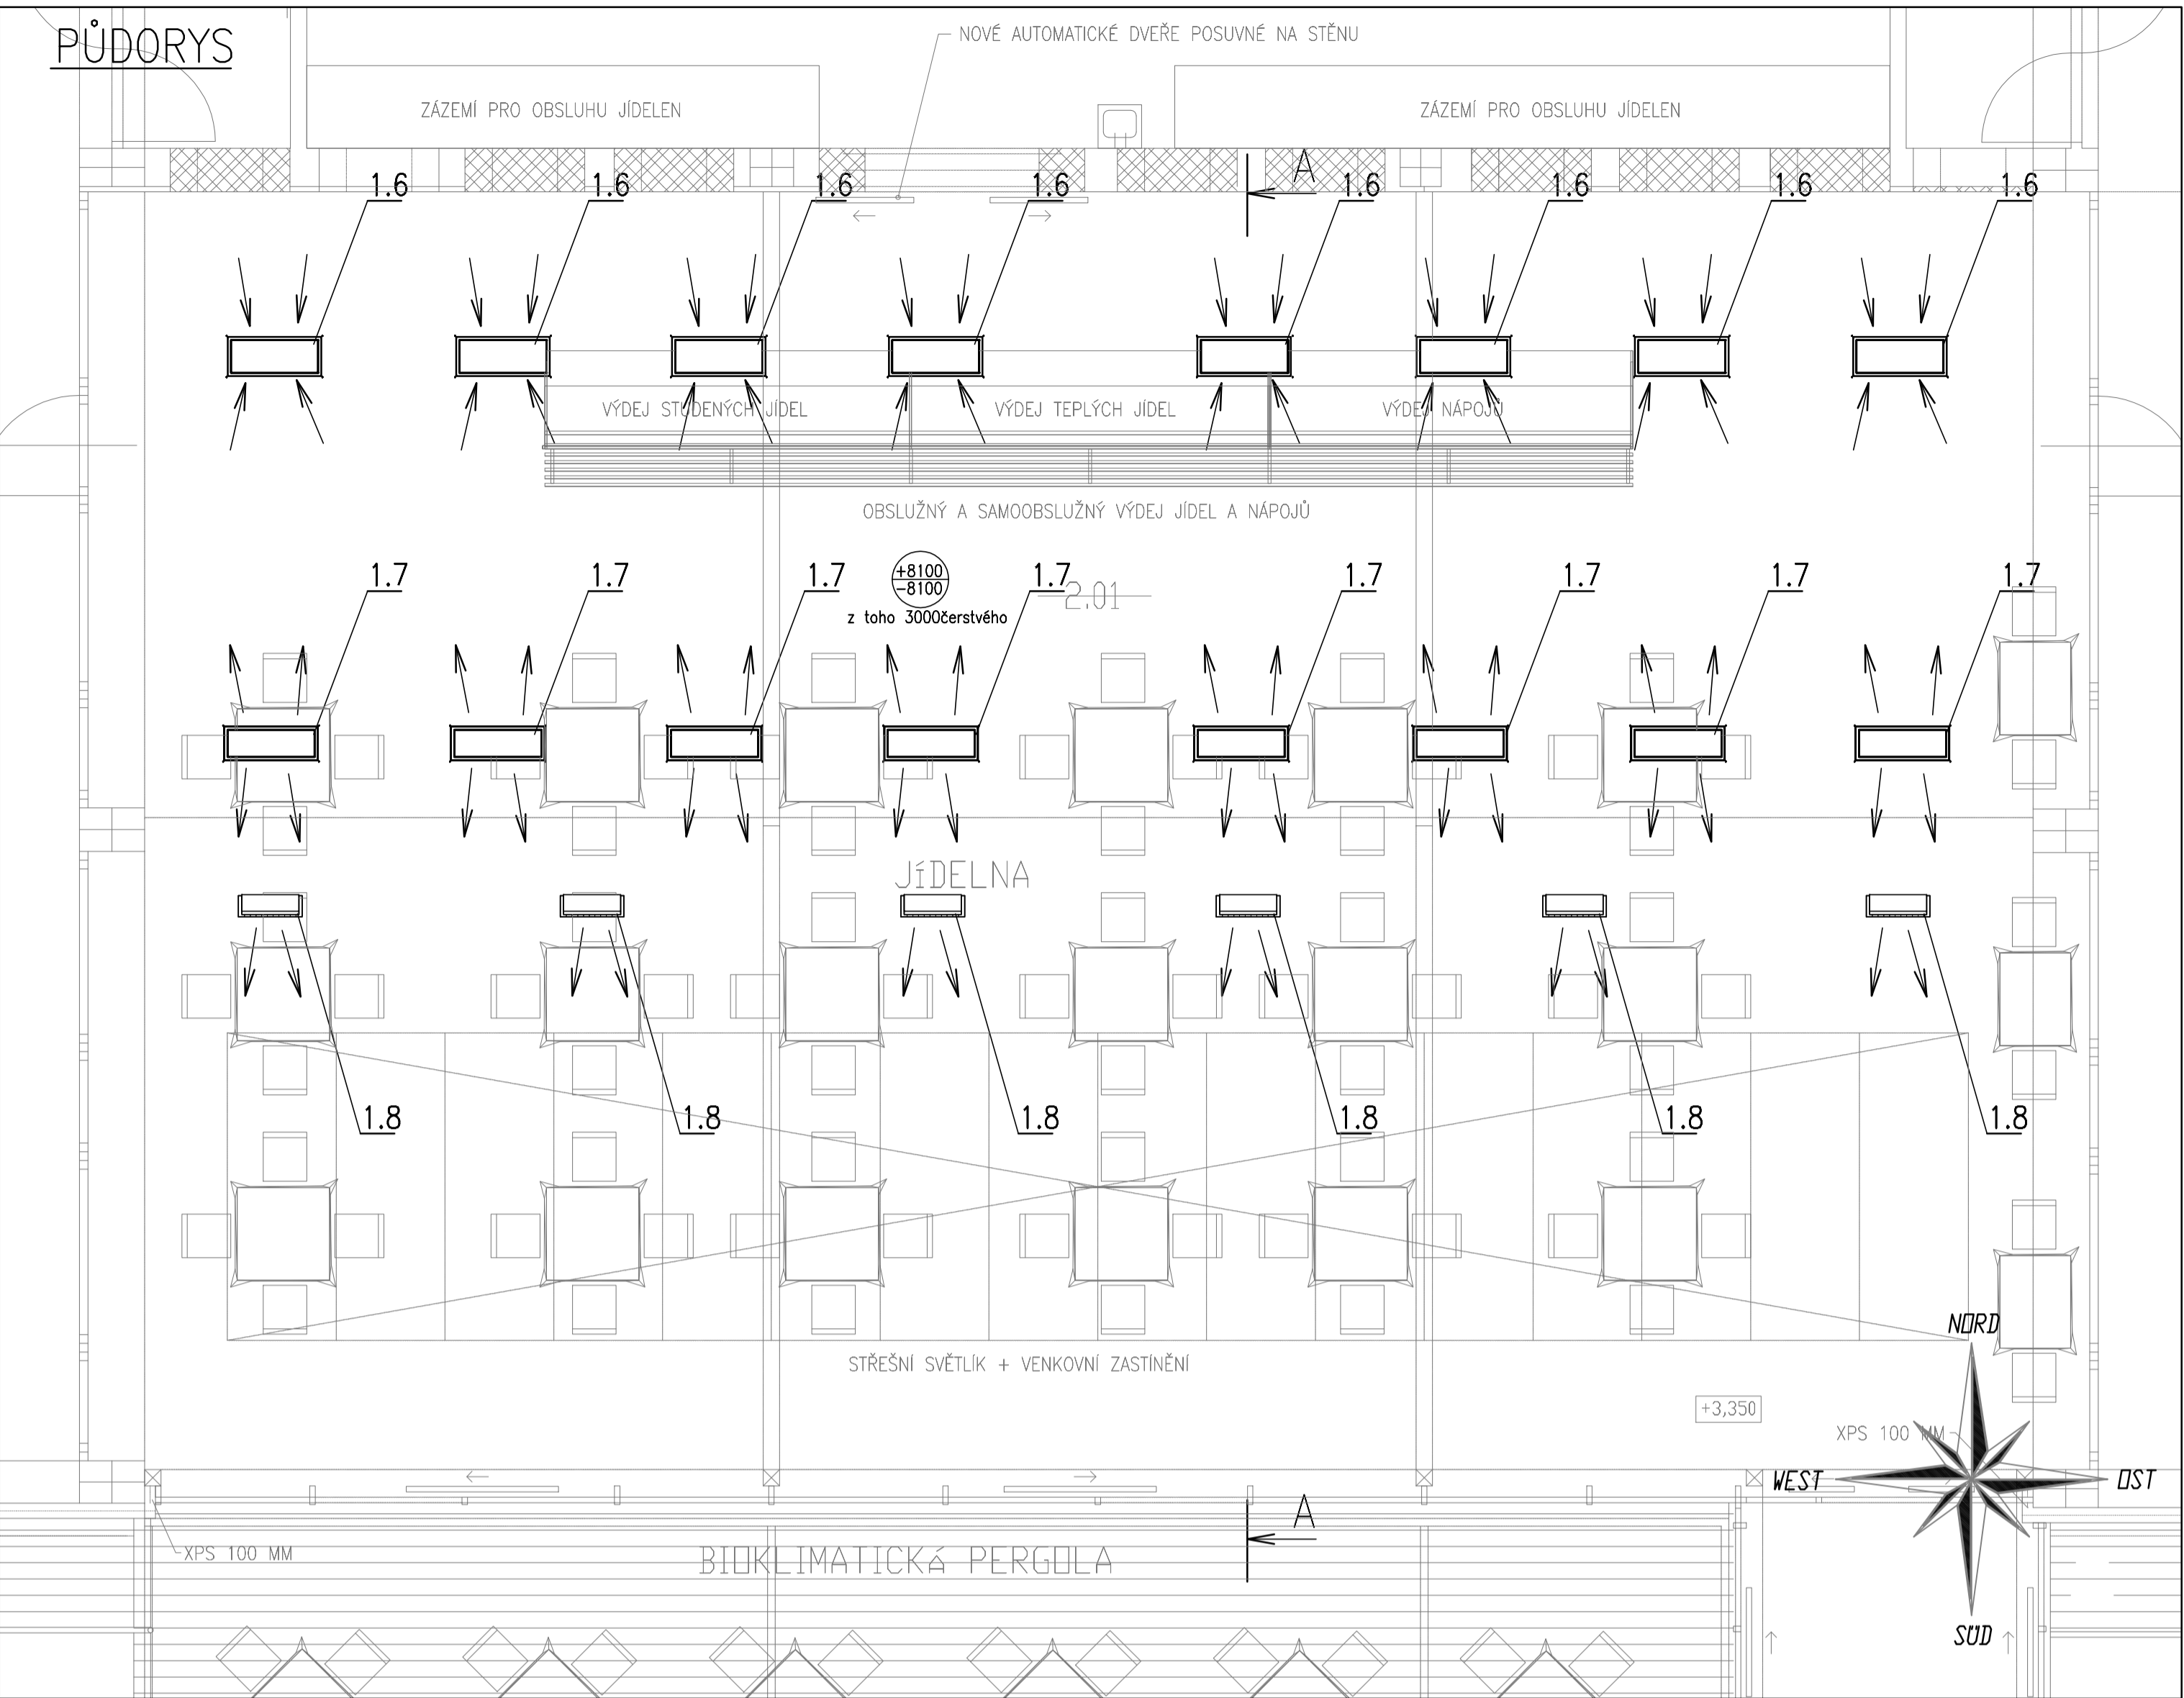 PŮDORYS
NOVÉ AUTOMATICKÉ DVEŘE POSUVNÉ NA STĚNU
ZÁZEMÍ PRO OBSLUHU JÍDELEN
ZÁZEMÍ PRO OBSLUHU JÍDELEN
A
1.6
1.6
1.6
1.6
1.6
1.6
1.6
1.6
VÝDEJ STUDENÝCH JÍDEL
VÝDEJ TEPLÝCH JÍDEL
VÝDEJ NÁPOJŮ
OBSLUŽNÝ A SAMOOBSLUŽNÝ VÝDEJ JÍDEL A NÁPOJŮ
1.7
1.7
1.7
1.7
1.7
1.7
1.7
1.7
+8100
-8100
z toho 3000čerstvého
2.01
JÍDELNA
1.8
1.8
1.8
1.8
1.8
1.8
STŘEŠNÍ SVĚTLÍK + VENKOVNÍ ZASTÍNĚNÍ
NORD
+3,350
XPS 100 MM
WEST
OST
SÜD
A
XPS 100 MM
BIOKLIMATICKÁ PERGOLA